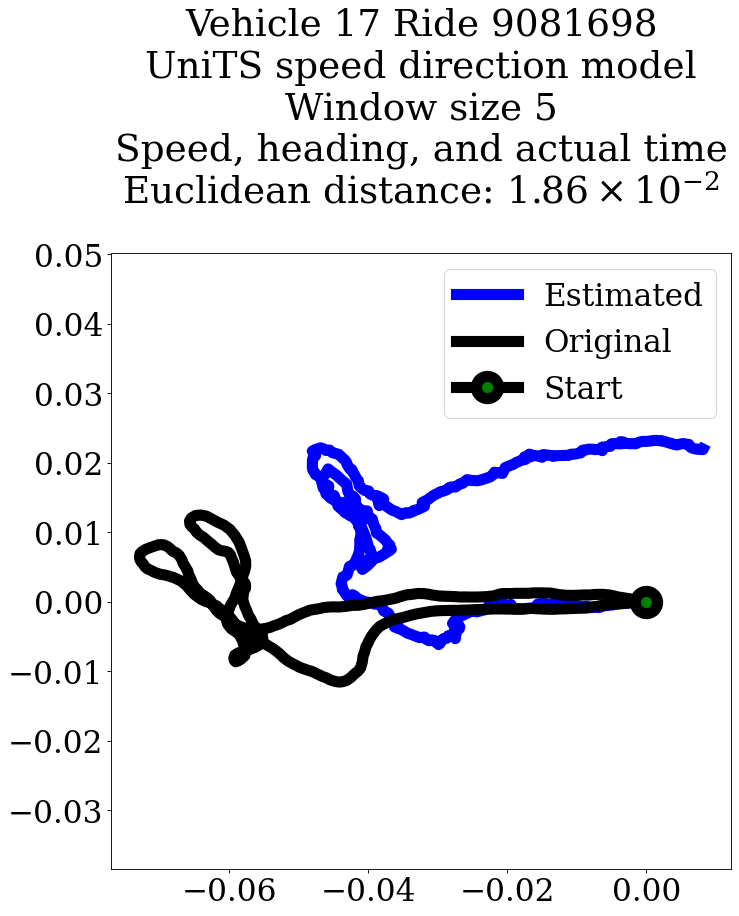 Vehicle 17 Ride 9081698
UniTS speed direction model
Window size 5
Speed, heading, and actual time
Euclidean distance: 1.86 × 10⁻²
0.05
0.04
0.03
0.02
0.01
0.00
−0.01
−0.02
−0.03
Estimated
Original
Start
−0.06 −0.04 −0.02 0.00